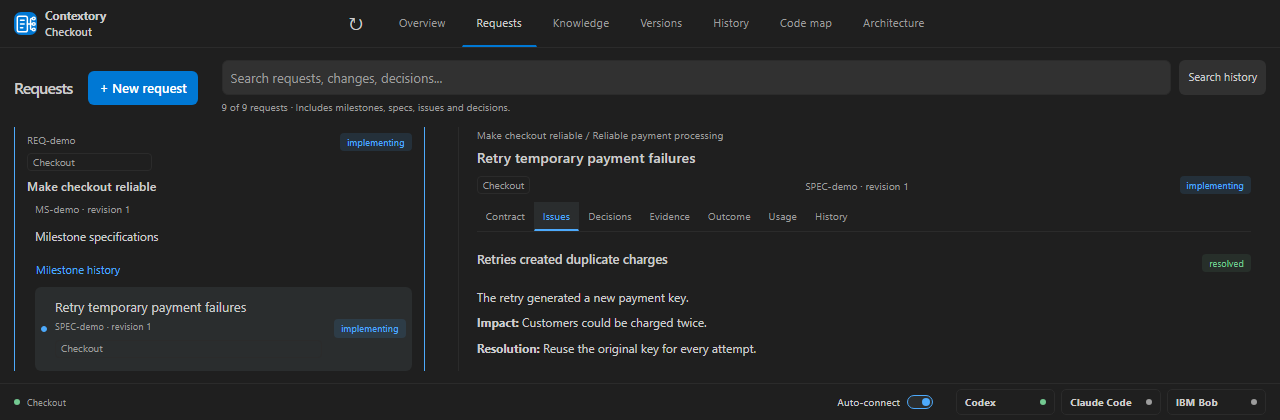 Contextory
Checkout
Overview
Requests
Knowledge
Versions
History
Code map
Architecture
Requests
+ New request
Search requests, changes, decisions...
Search history
9 of 9 requests · Includes milestones, specs, issues and decisions.
REQ-demo
implementing
Checkout
Make checkout reliable
MS-demo · revision 1
Milestone specifications
Milestone history
Retry temporary payment failures
SPEC-demo · revision 1
implementing
Checkout
Make checkout reliable / Reliable payment processing
Retry temporary payment failures
Checkout
SPEC-demo · revision 1
implementing
Contract
Issues
Decisions
Evidence
Outcome
Usage
History
Retries created duplicate charges
resolved
The retry generated a new payment key.
Impact: Customers could be charged twice.
Resolution: Reuse the original key for every attempt.
Checkout
Auto-connect
Codex
Claude Code
IBM Bob